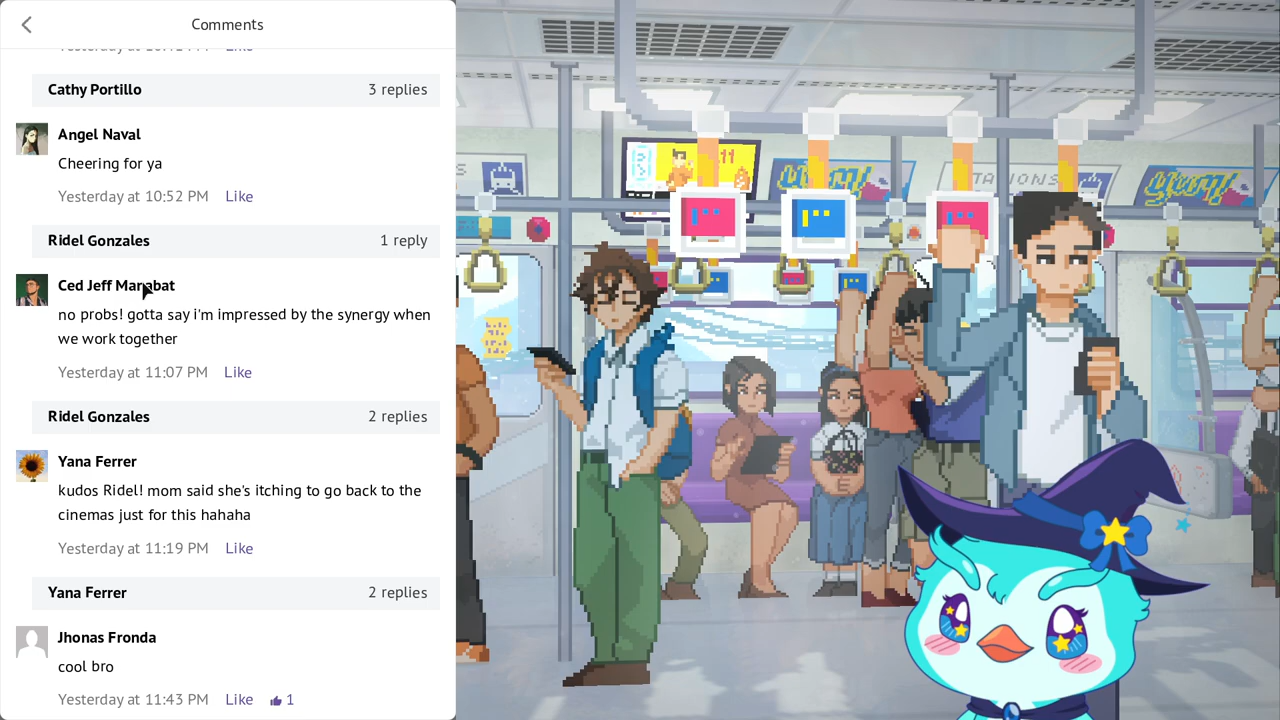 Comments
Cathy Portillo 3 replies
Angel Naval
Cheering for ya
Yesterday at 10:52 PM Like
Ridel Gonzales 1 reply
Ced Jeff Manabat
no probs! gotta say i'm impressed by the synergy when
we work together
Yesterday at 11:07 PM Like
Ridel Gonzales 2 replies
Yana Ferrer
kudos Ridel! mom said she's itching to go back to the
cinemas just for this hahaha
Yesterday at 11:19 PM Like
Yana Ferrer 2 replies
Jhonas Fronda
cool bro
Yesterday at 11:43 PM Like 1